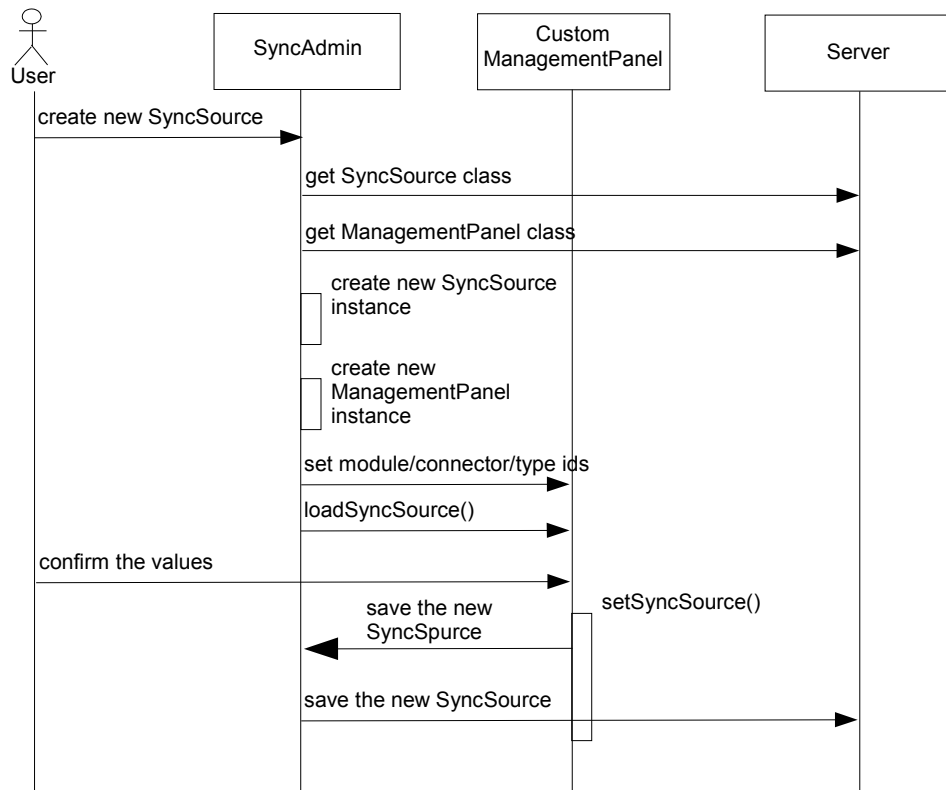 User
SyncAdmin
Custom
ManagementPanel
Server
create new SyncSource
get SyncSource class
get ManagementPanel class
create new SyncSource
instance
create new
ManagementPanel
instance
set module/connector/type ids
loadSyncSource()
confirm the values
setSyncSource()
save the new
SyncSpurce
save the new SyncSource